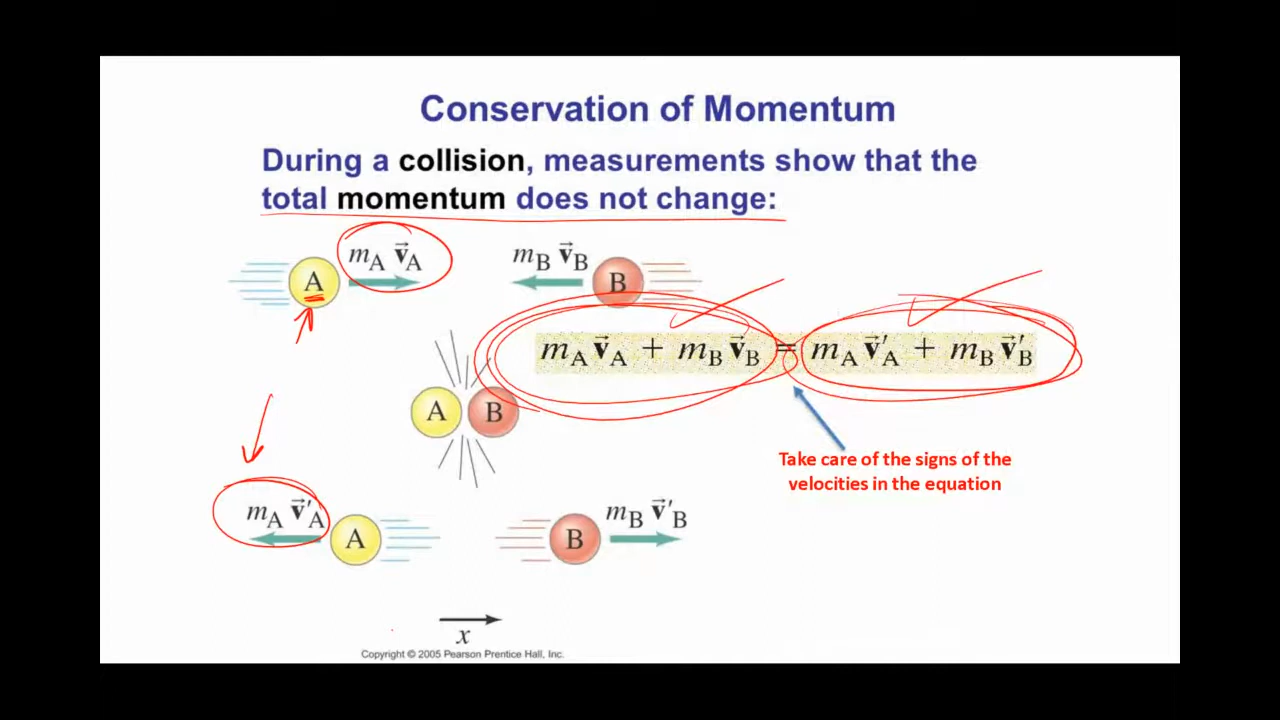 Conservation of Momentum
During a collision, measurements show that the
total momentum does not change:
A m_A v⃗_A m_B v⃗_B B
m_A v⃗_A + m_B v⃗_B = m_A v⃗′_A + m_B v⃗′_B
A B
Take care of the signs of the
velocities in the equation
m_A v⃗′_A A B m_B v⃗′_B
x
Copyright © 2005 Pearson Prentice Hall, Inc.